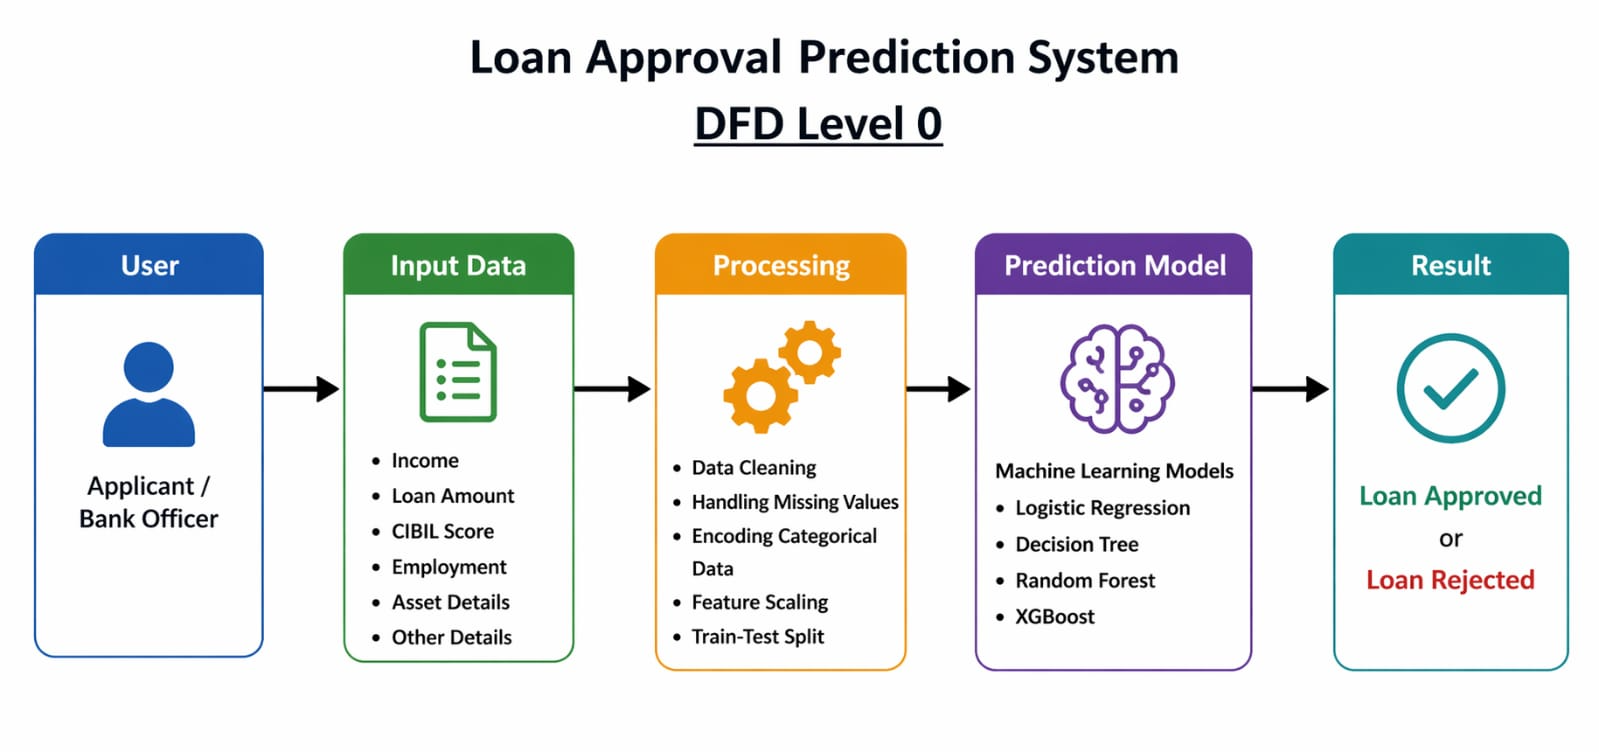 Loan Approval Prediction System
DFD Level 0
User
Applicant /
Bank Officer
Input Data
• Income
• Loan Amount
• CIBIL Score
• Employment
• Asset Details
• Other Details
Processing
• Data Cleaning
• Handling Missing Values
• Encoding Categorical
Data
• Feature Scaling
• Train-Test Split
Prediction Model
Machine Learning Models
• Logistic Regression
• Decision Tree
• Random Forest
• XGBoost
Result
Loan Approved
or
Loan Rejected